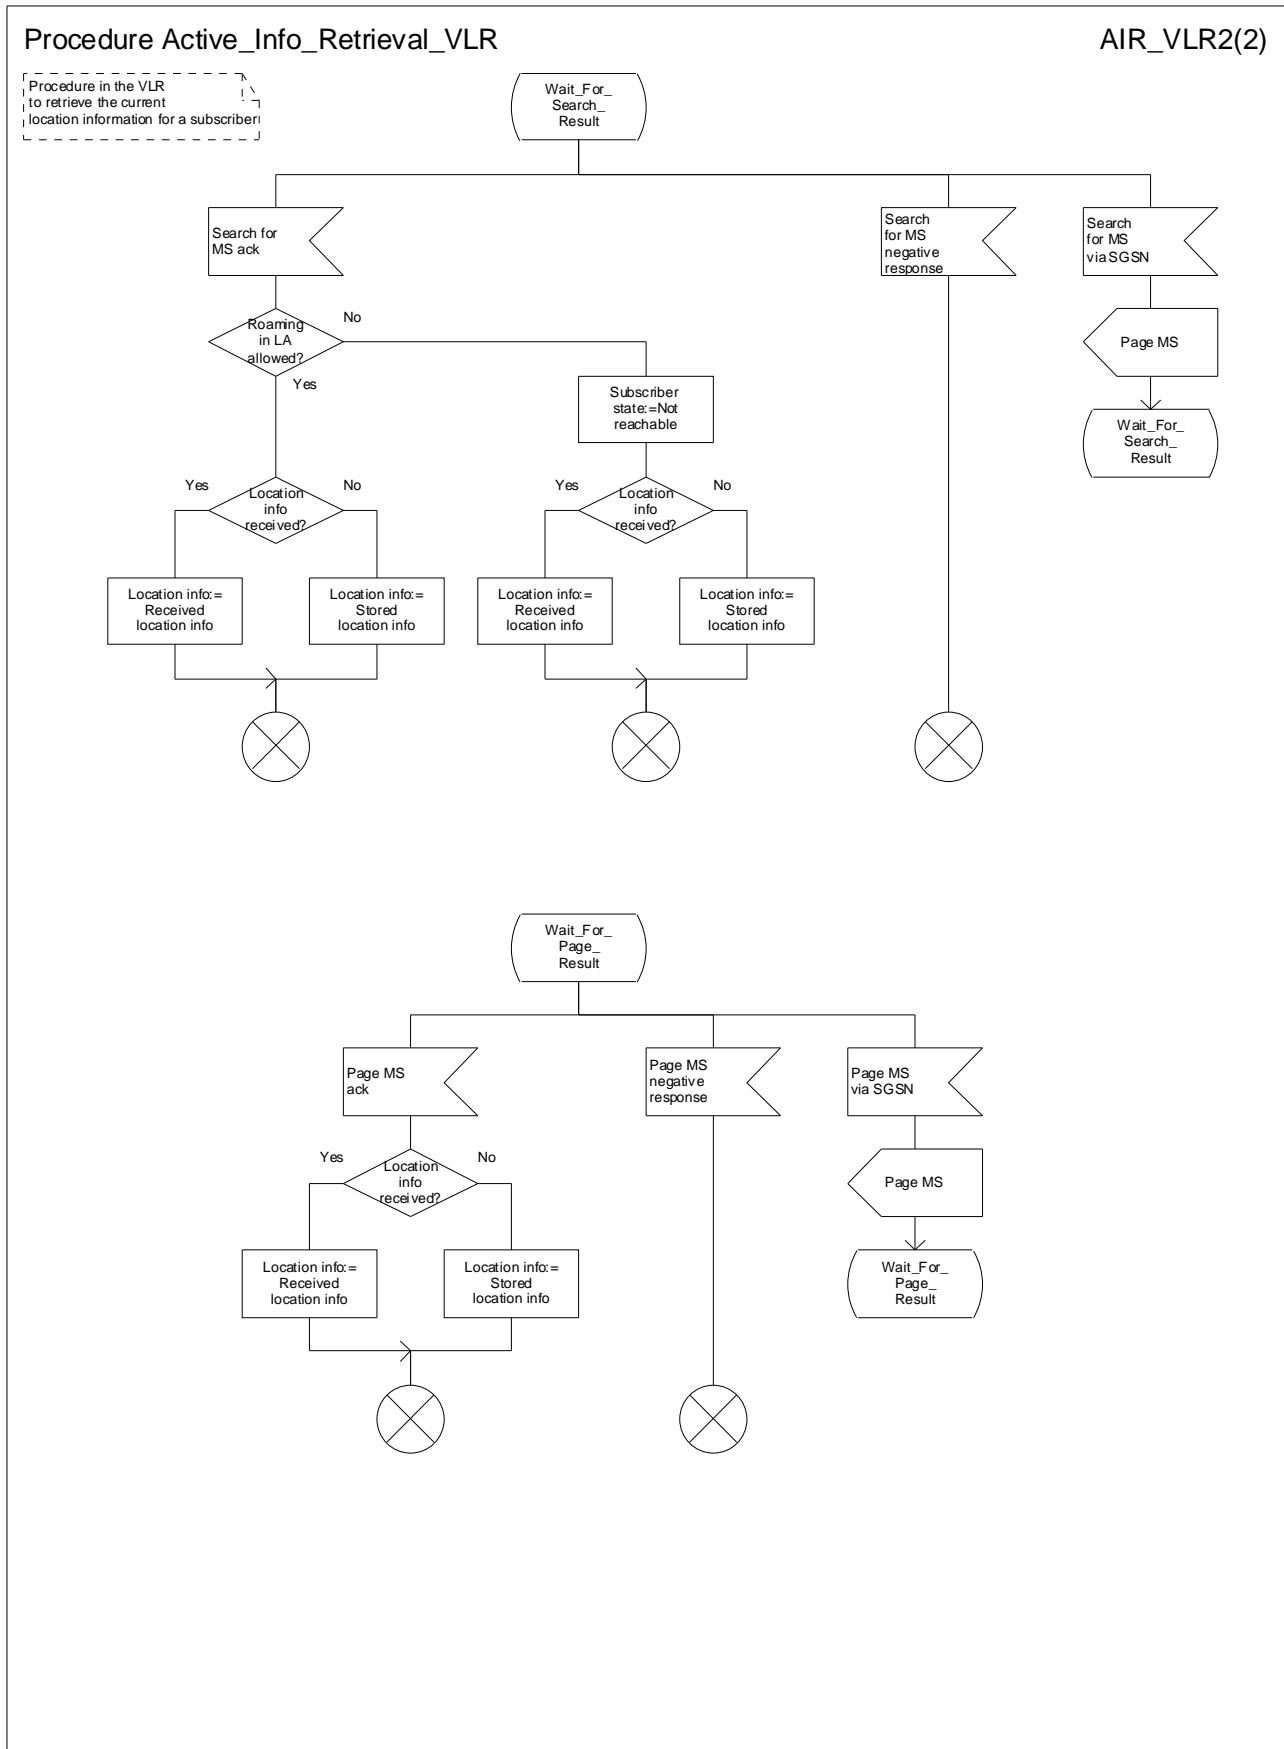 Procedure Active_Info_Retrieval_VLR
AIR_VLR2(2)
Procedure in the VLR
to retrieve the current
location information for a subscriber
Wait_For_
Search_
Result
Search for
MS ack
Search
for MS
negative
response
Search
for MS
via SGSN
Roaming
in LA
allowed?
No
Yes
Page MS
Subscriber
state:=Not
reachable
Wait_For_
Search_
Result
Yes
Location
info
received?
No
Yes
Location
info
received?
No
Location info:=
Received
location info
Location info:=
Stored
location info
Location info:=
Received
location info
Location info:=
Stored
location info
Wait_For_
Page_
Result
Page MS
ack
Page MS
negative
response
Page MS
via SGSN
Yes
Location
info
received?
No
Page MS
Location info:=
Received
location info
Location info:=
Stored
location info
Wait_For_
Page_
Result